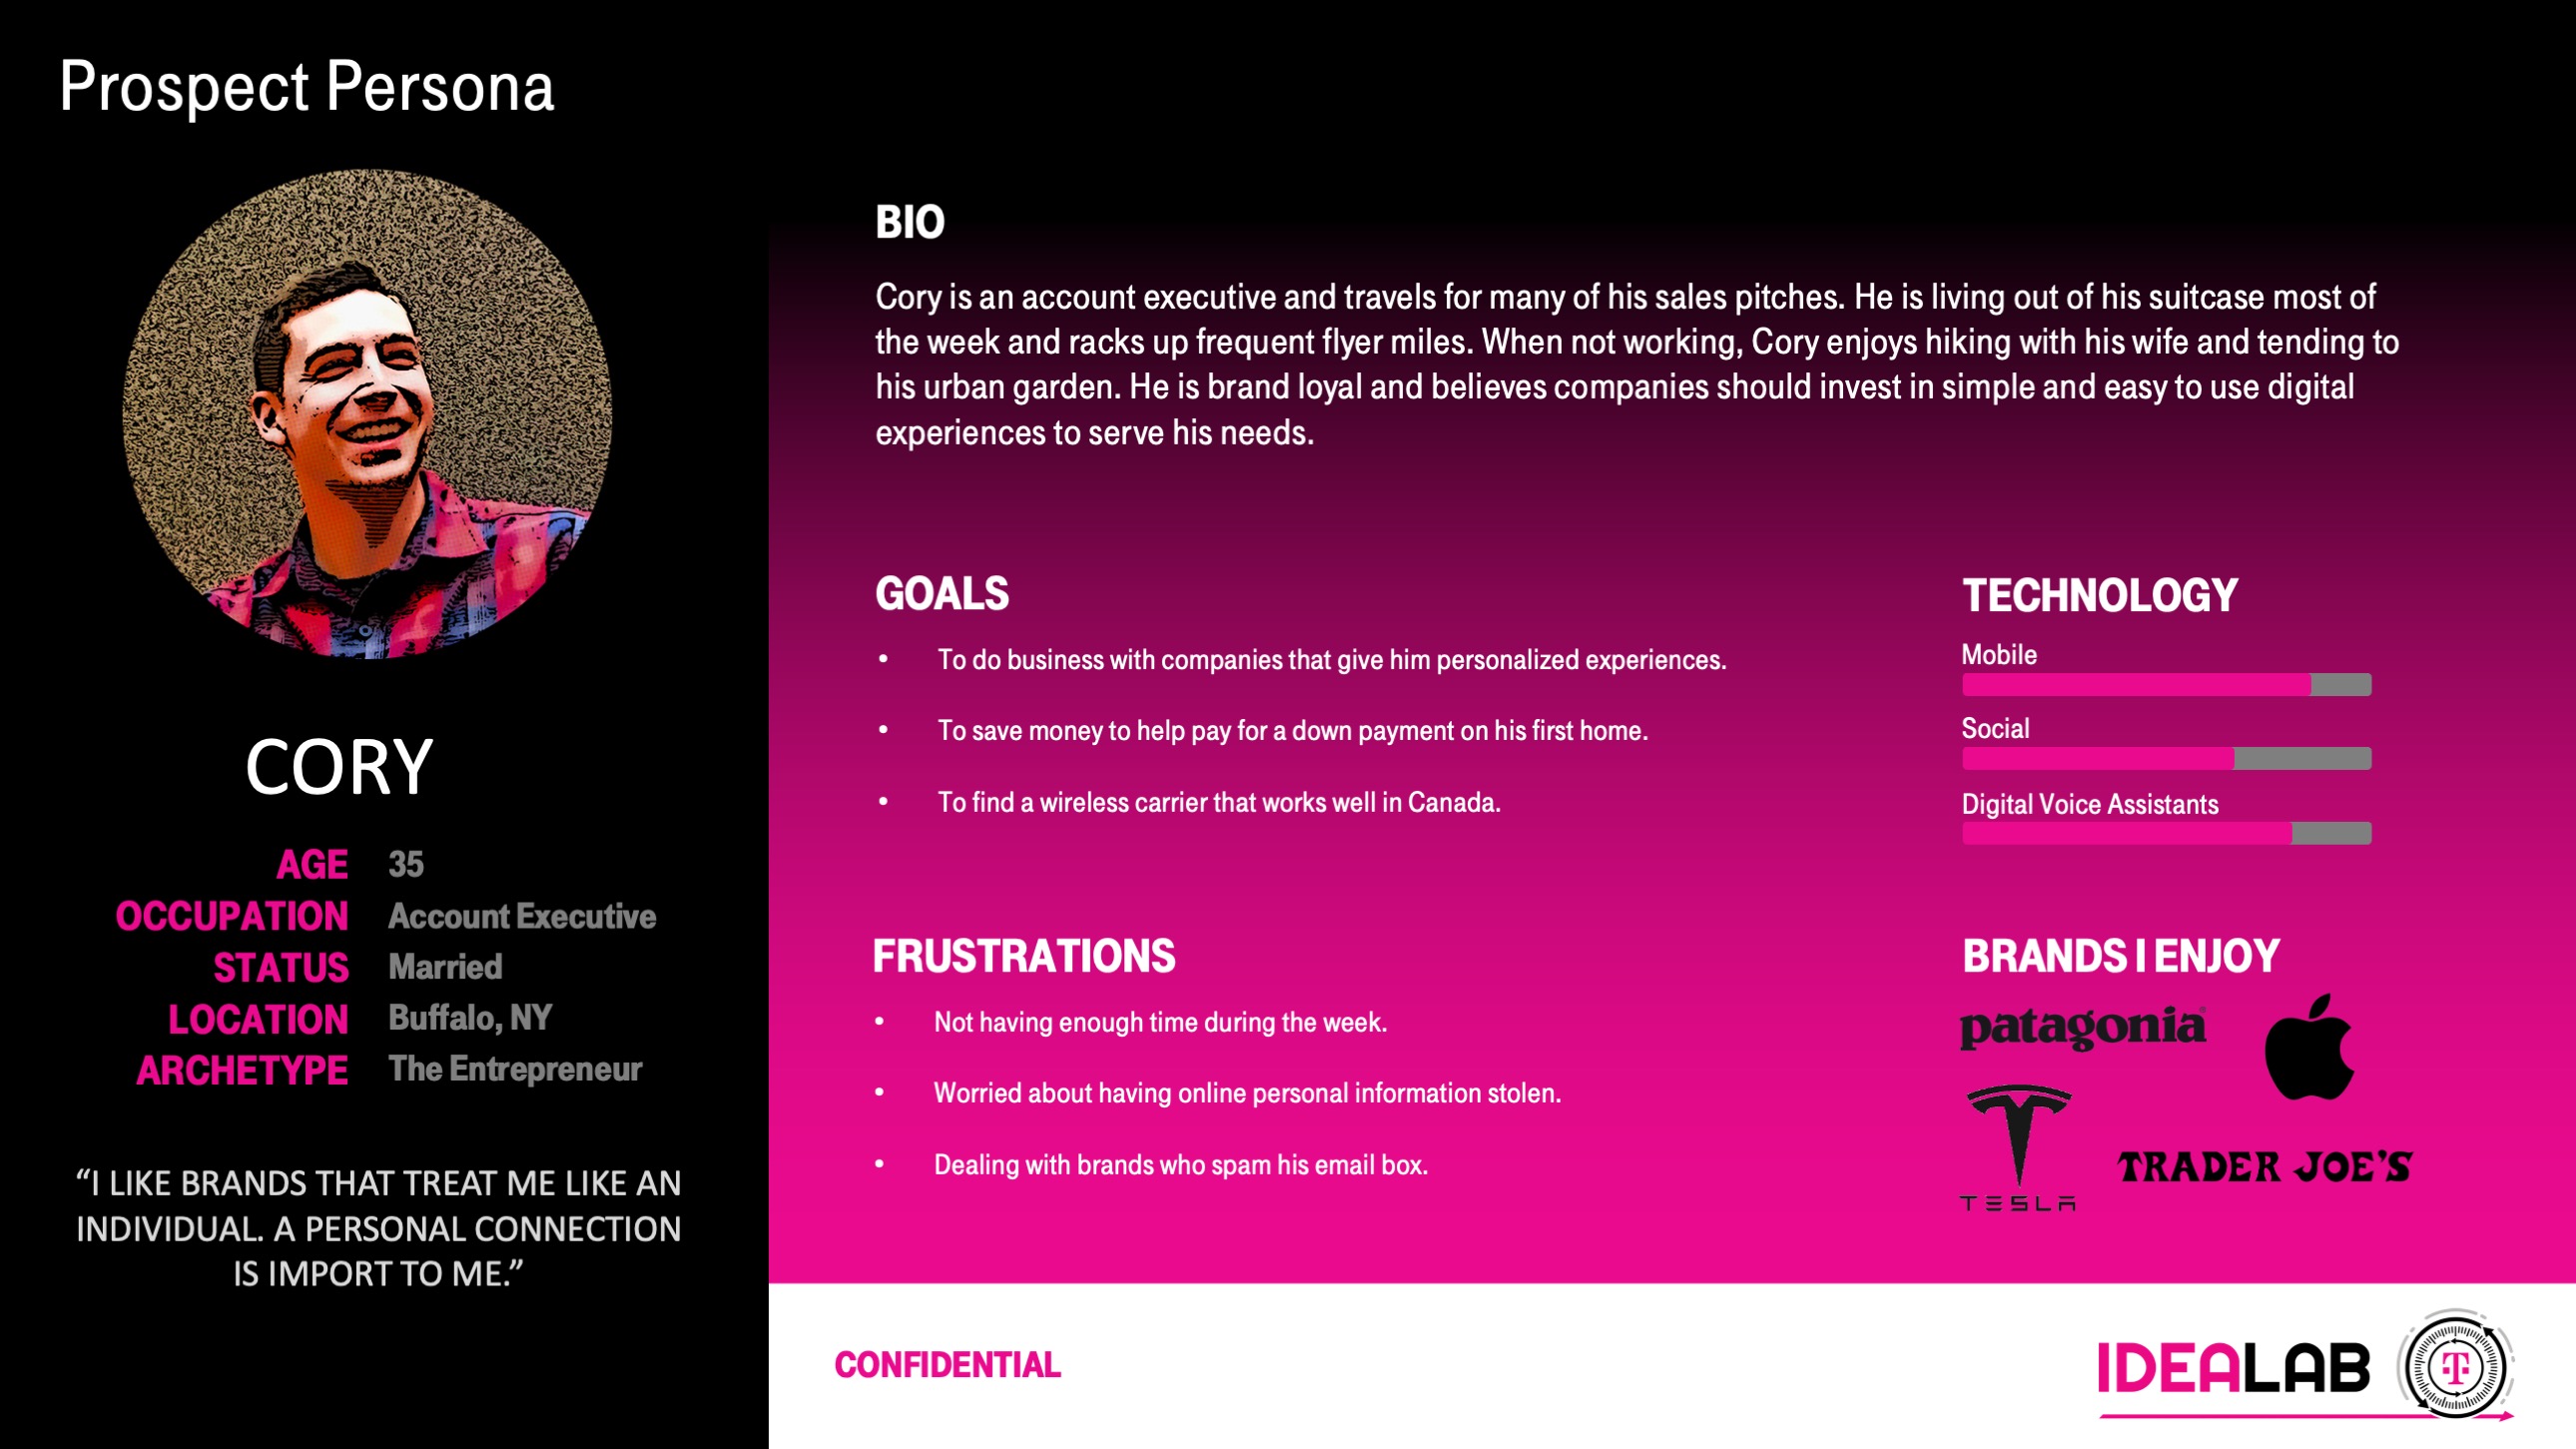 Prospect Persona
CORY
AGE 35
OCCUPATION Account Executive
STATUS Married
LOCATION Buffalo, NY
ARCHETYPE The Entrepreneur
“I LIKE BRANDS THAT TREAT ME LIKE AN
INDIVIDUAL. A PERSONAL CONNECTION
IS IMPORT TO ME.”
BIO
Cory is an account executive and travels for many of his sales pitches. He is living out of his suitcase most of
the week and racks up frequent flyer miles. When not working, Cory enjoys hiking with his wife and tending to
his urban garden. He is brand loyal and believes companies should invest in simple and easy to use digital
experiences to serve his needs.
GOALS
• To do business with companies that give him personalized experiences.
• To save money to help pay for a down payment on his first home.
• To find a wireless carrier that works well in Canada.
FRUSTRATIONS
• Not having enough time during the week.
• Worried about having online personal information stolen.
• Dealing with brands who spam his email box.
TECHNOLOGY
Mobile
Social
Digital Voice Assistants
BRANDS I ENJOY
patagonia
TESLA
TRADER JOE'S
CONFIDENTIAL
IDEALAB
T